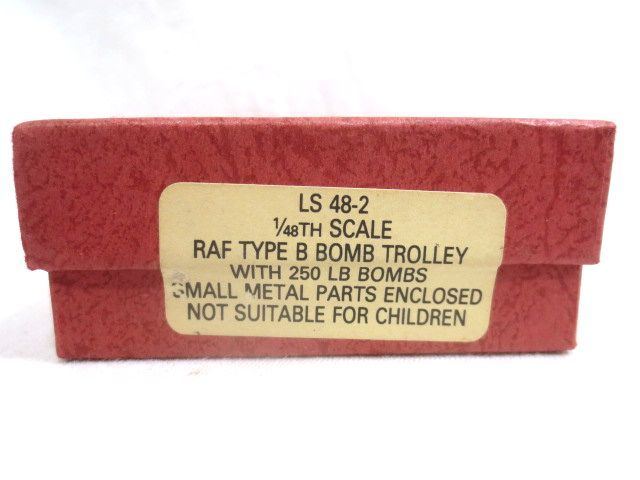 LS 48-2
1/48TH SCALE
RAF TYPE B BOMB TROLLEY
WITH 250 LB BOMBS
SMALL METAL PARTS ENCLOSED
NOT SUITABLE FOR CHILDREN